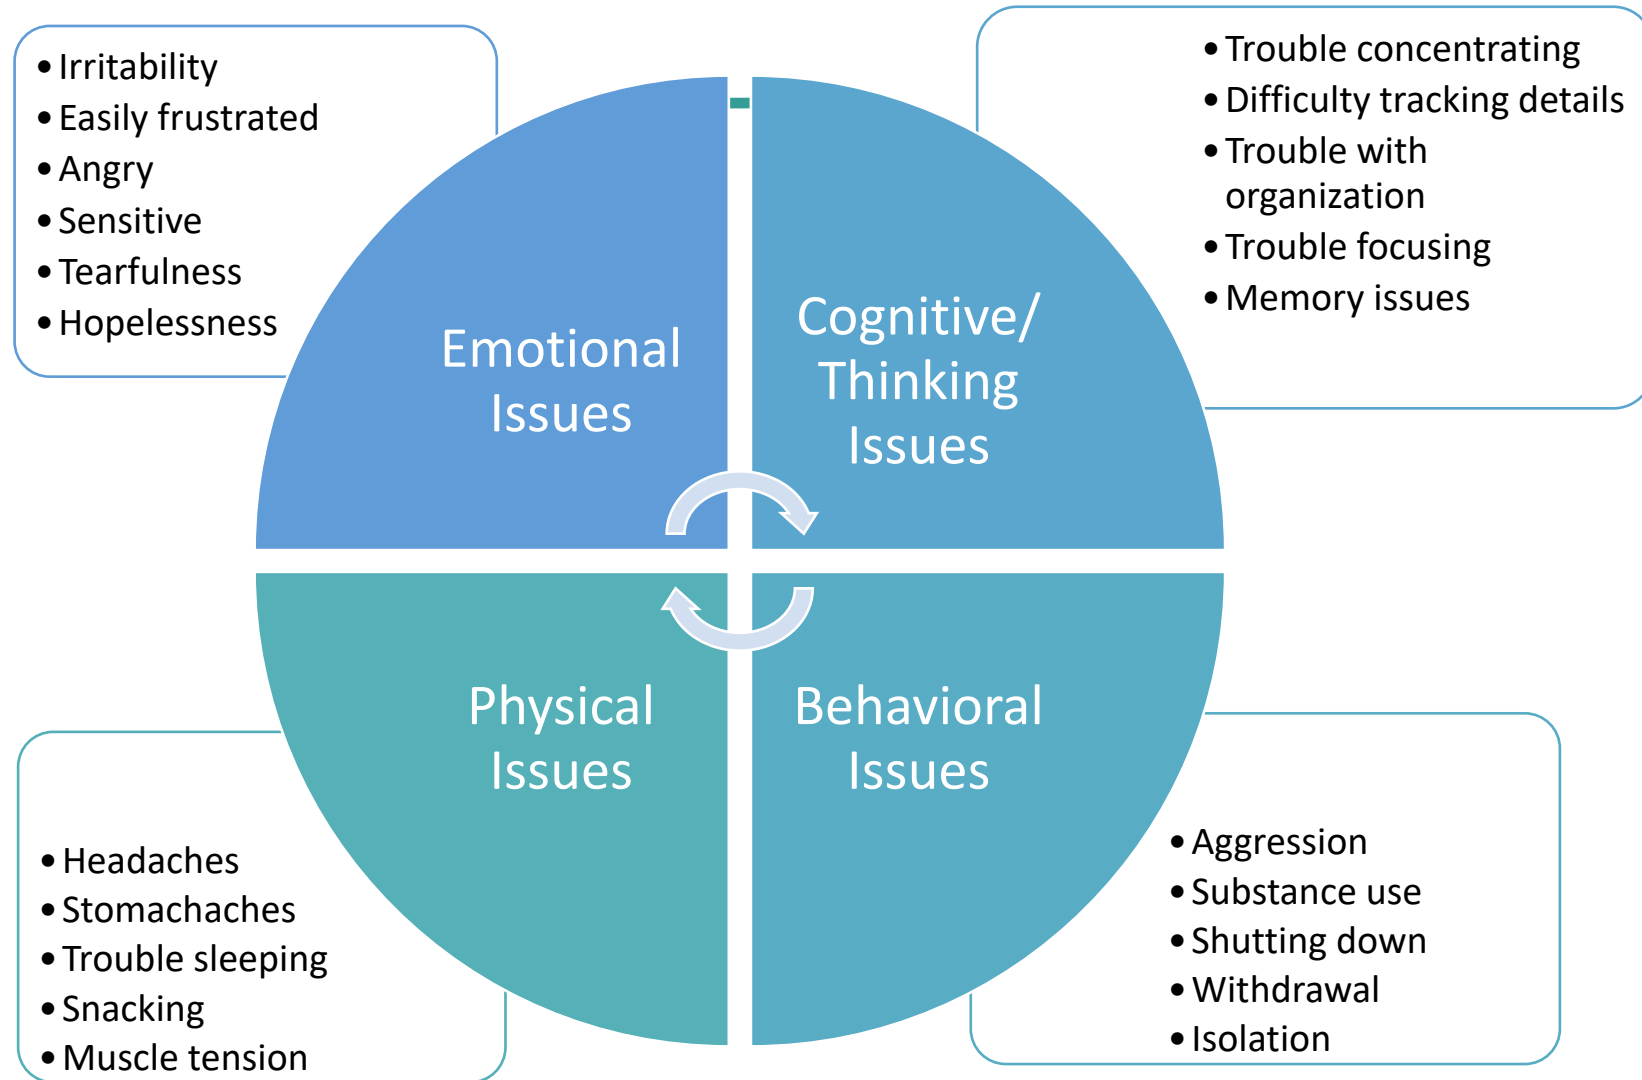 • Irritability
• Easily frustrated
• Angry
• Sensitive
• Tearfulness
• Hopelessness
• Trouble concentrating
• Difficulty tracking details
• Trouble with
organization
• Trouble focusing
• Memory issues
Emotional
Issues
Cognitive/
Thinking
Issues
Physical
Issues
Behavioral
Issues
• Headaches
• Stomachaches
• Trouble sleeping
• Snacking
• Muscle tension
• Aggression
• Substance use
• Shutting down
• Withdrawal
• Isolation